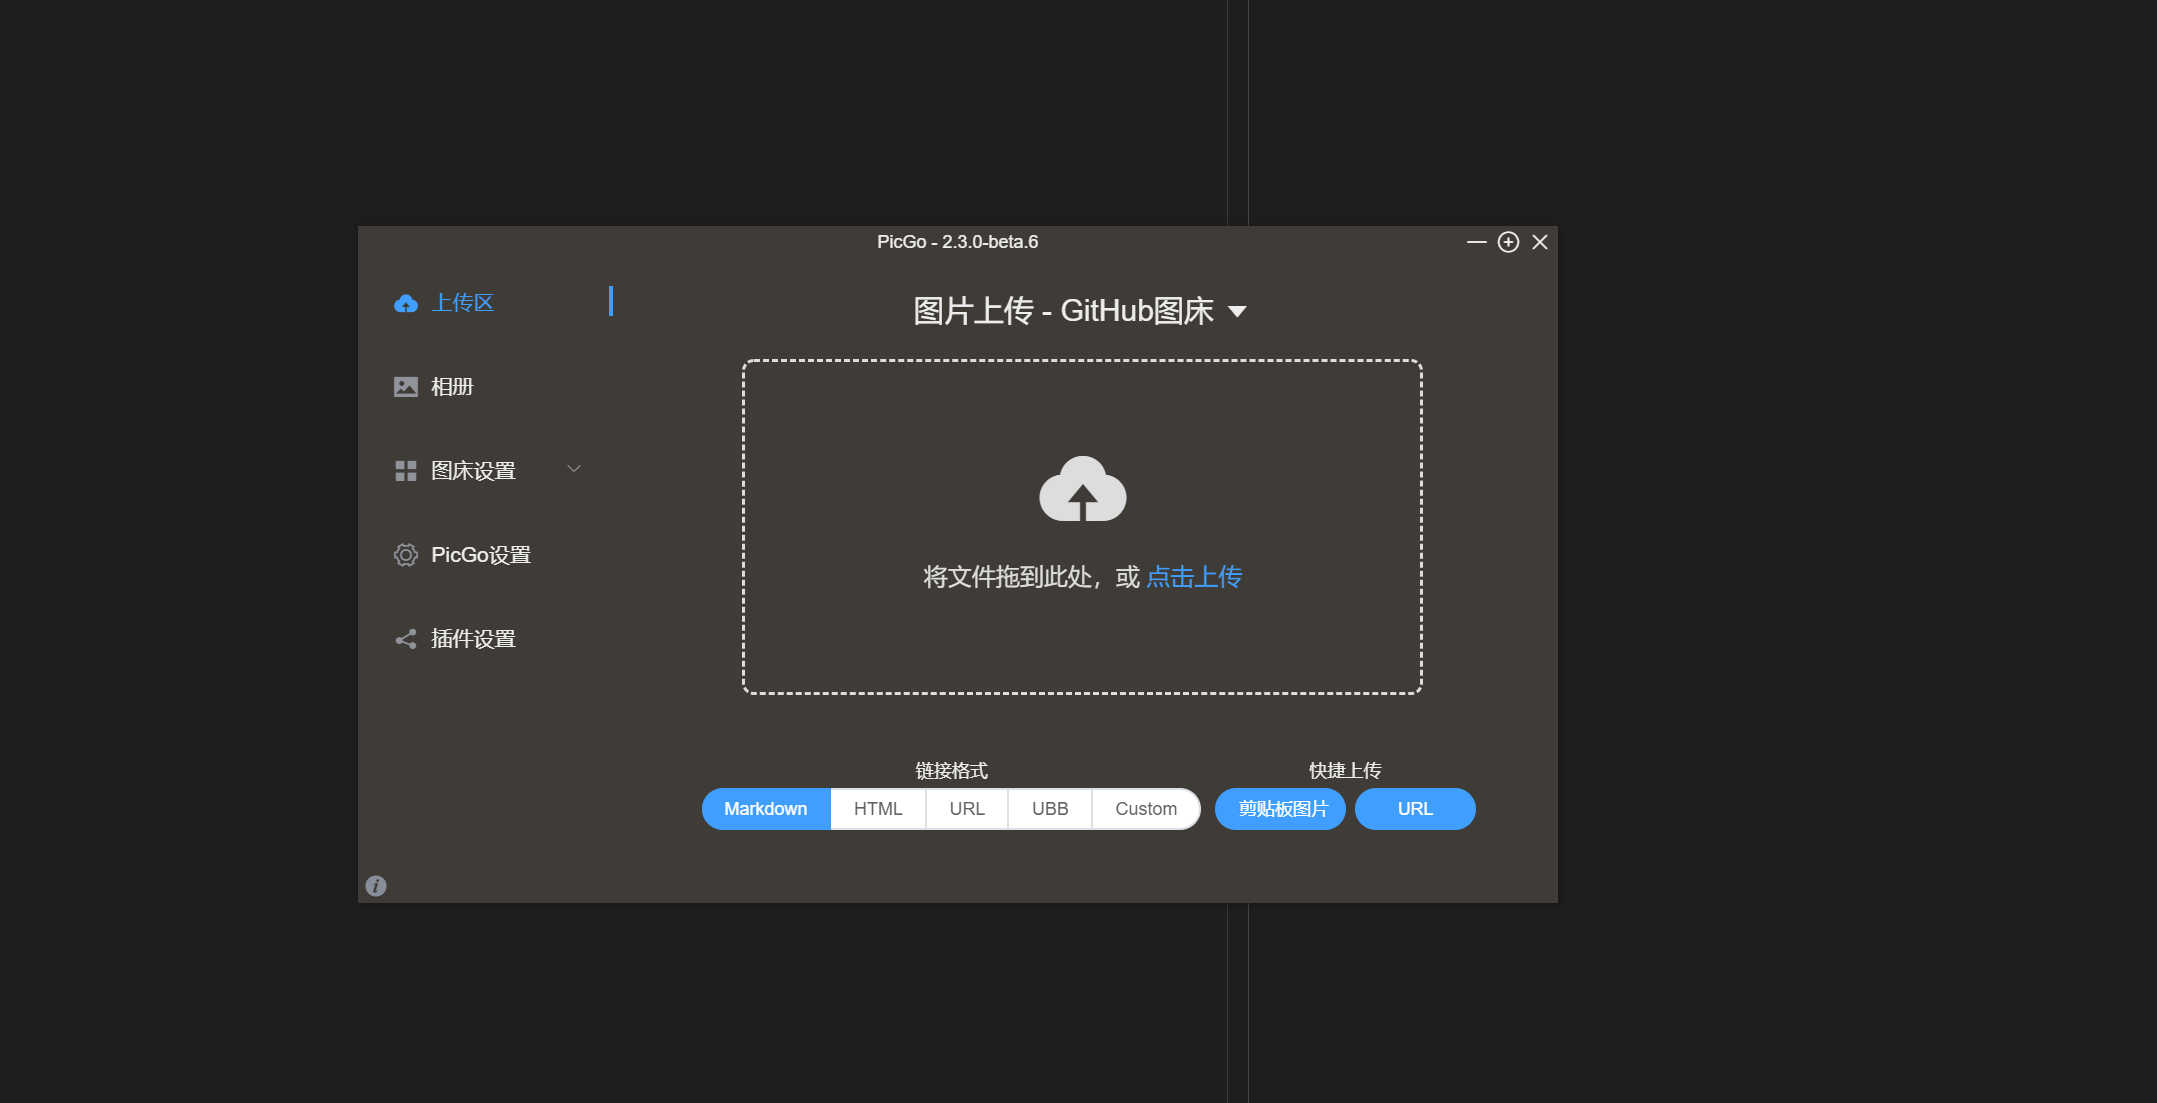 PicGo - 2.3.0-beta.6
上传区
相册
图床设置
PicGo设置
插件设置
图片上传 - GitHub图床
将文件拖到此处，或 点击上传
链接格式
Markdown HTML URL UBB Custom
快捷上传
剪贴板图片 URL